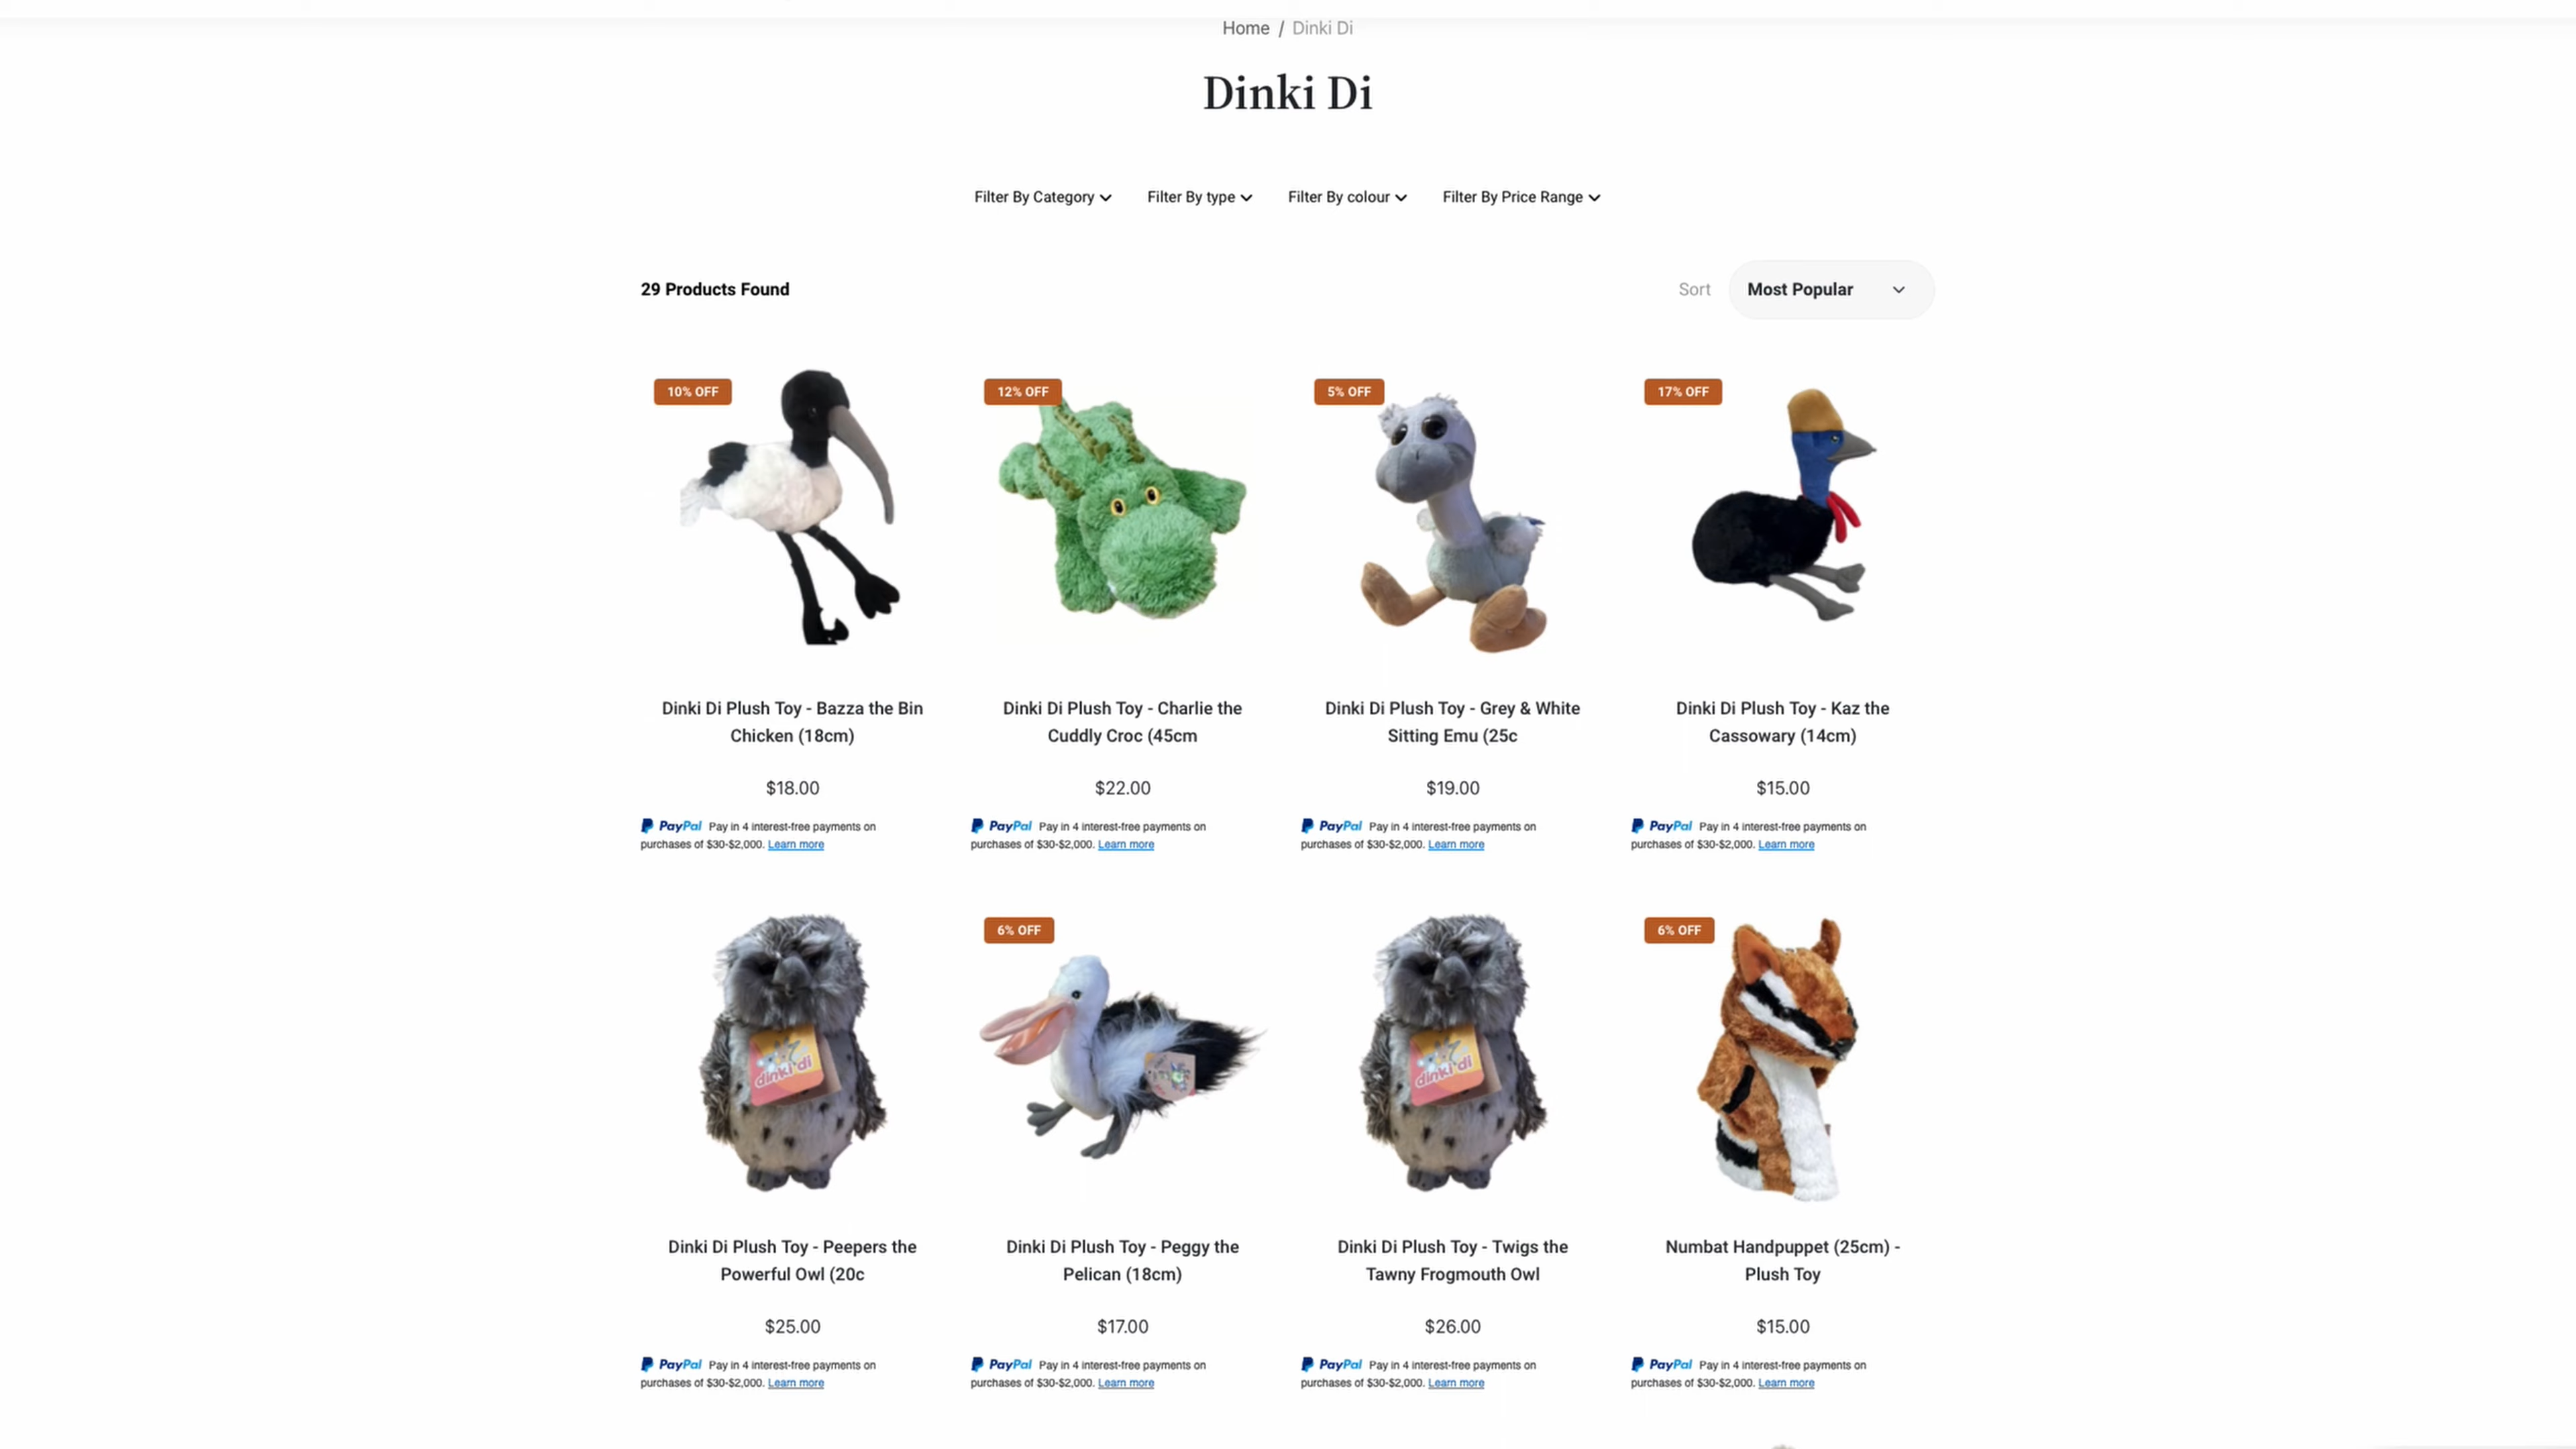 Home / Dinki Di
Dinki Di
Filter By Category
Filter By type
Filter By colour
Filter By Price Range
29 Products Found
Sort
Most Popular
10% OFF
12% OFF
5% OFF
17% OFF
Dinki Di Plush Toy - Bazza the Bin
Chicken (18cm)
$18.00
PayPal Pay in 4 interest-free payments on
purchases of $30-$2,000. Learn more
Dinki Di Plush Toy - Charlie the
Cuddly Croc (45cm
$22.00
PayPal Pay in 4 interest-free payments on
purchases of $30-$2,000. Learn more
Dinki Di Plush Toy - Grey & White
Sitting Emu (25c
$19.00
PayPal Pay in 4 interest-free payments on
purchases of $30-$2,000. Learn more
Dinki Di Plush Toy - Kaz the
Cassowary (14cm)
$15.00
PayPal Pay in 4 interest-free payments on
purchases of $30-$2,000. Learn more
dinki di
6% OFF
dinki di
6% OFF
Dinki Di Plush Toy - Peepers the
Powerful Owl (20c
$25.00
PayPal Pay in 4 interest-free payments on
purchases of $30-$2,000. Learn more
Dinki Di Plush Toy - Peggy the
Pelican (18cm)
$17.00
PayPal Pay in 4 interest-free payments on
purchases of $30-$2,000. Learn more
Dinki Di Plush Toy - Twigs the
Tawny Frogmouth Owl
$26.00
PayPal Pay in 4 interest-free payments on
purchases of $30-$2,000. Learn more
Numbat Handpuppet (25cm) -
Plush Toy
$15.00
PayPal Pay in 4 interest-free payments on
purchases of $30-$2,000. Learn more